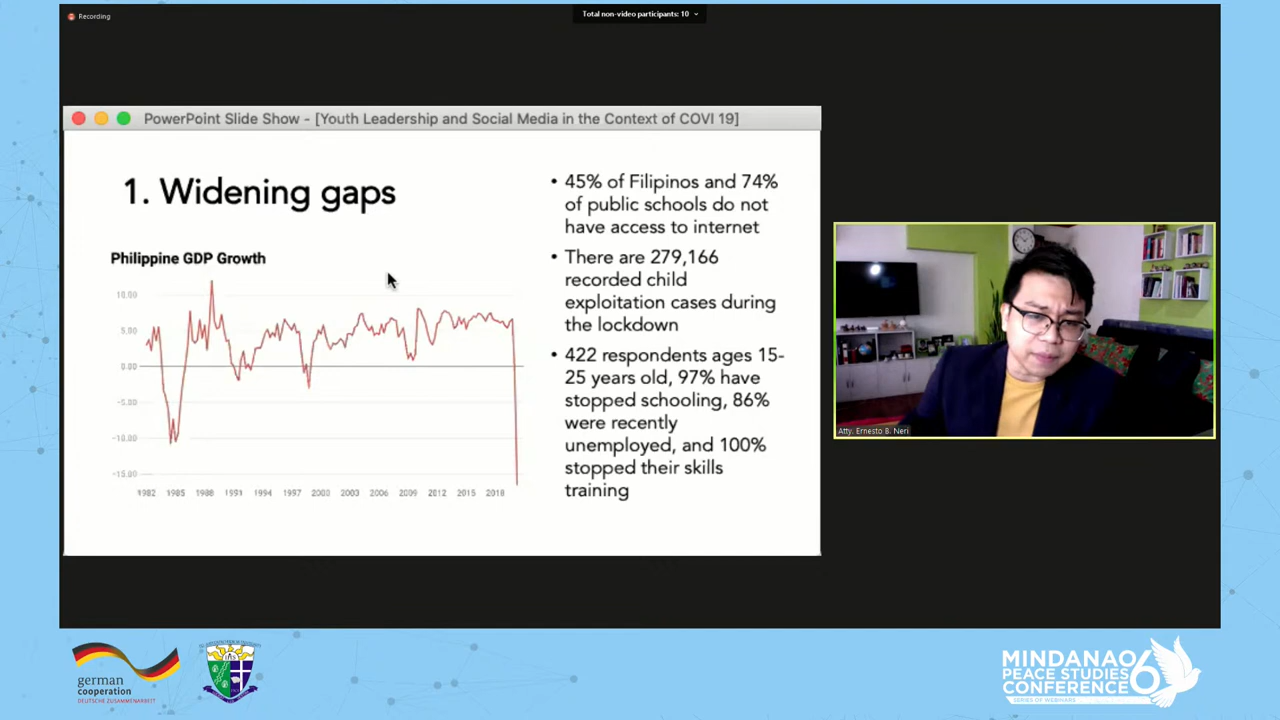 Recording
Total non-video participants: 10
PowerPoint Slide Show - [Youth Leadership and Social Media in the Context of COVI 19]
1. Widening gaps
Philippine GDP Growth
10.00
5.00
0.00
-5.00
-10.00
-15.00
1982 1985 1988 1991 1994 1997 2000 2003 2006 2009 2012 2015 2018
• 45% of Filipinos and 74%
of public schools do not
have access to internet
• There are 279,166
recorded child
exploitation cases during
the lockdown
• 422 respondents ages 15-
25 years old, 97% have
stopped schooling, 86%
were recently
unemployed, and 100%
stopped their skills
training
Atty. Ernesto B. Neri
german
cooperation
DEUTSCHE ZUSAMMENARBEIT
MINDANAO
PEACE STUDIES
CONFERENCE
6
SERIES OF WEBINARS